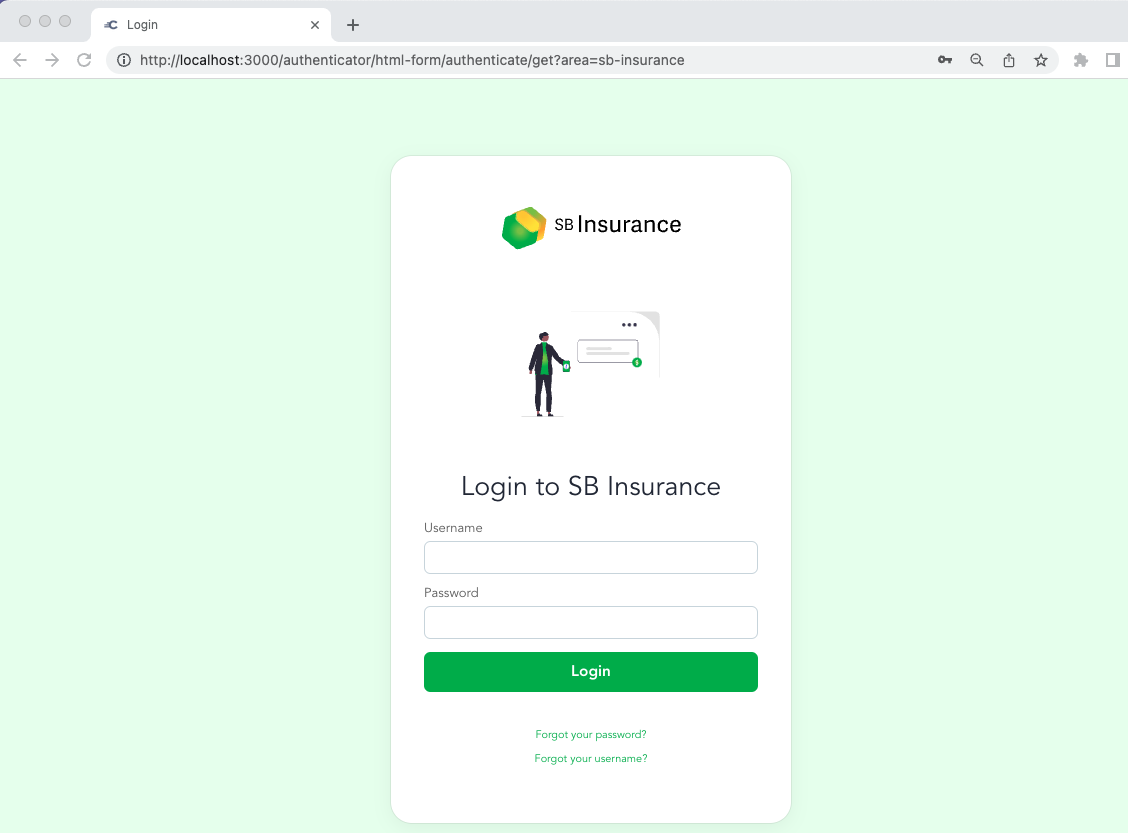 Login
http://localhost:3000/authenticator/html-form/authenticate/get?area=sb-insurance
SB Insurance
Login to SB Insurance
Username
Password
Login
Forgot your password?
Forgot your username?